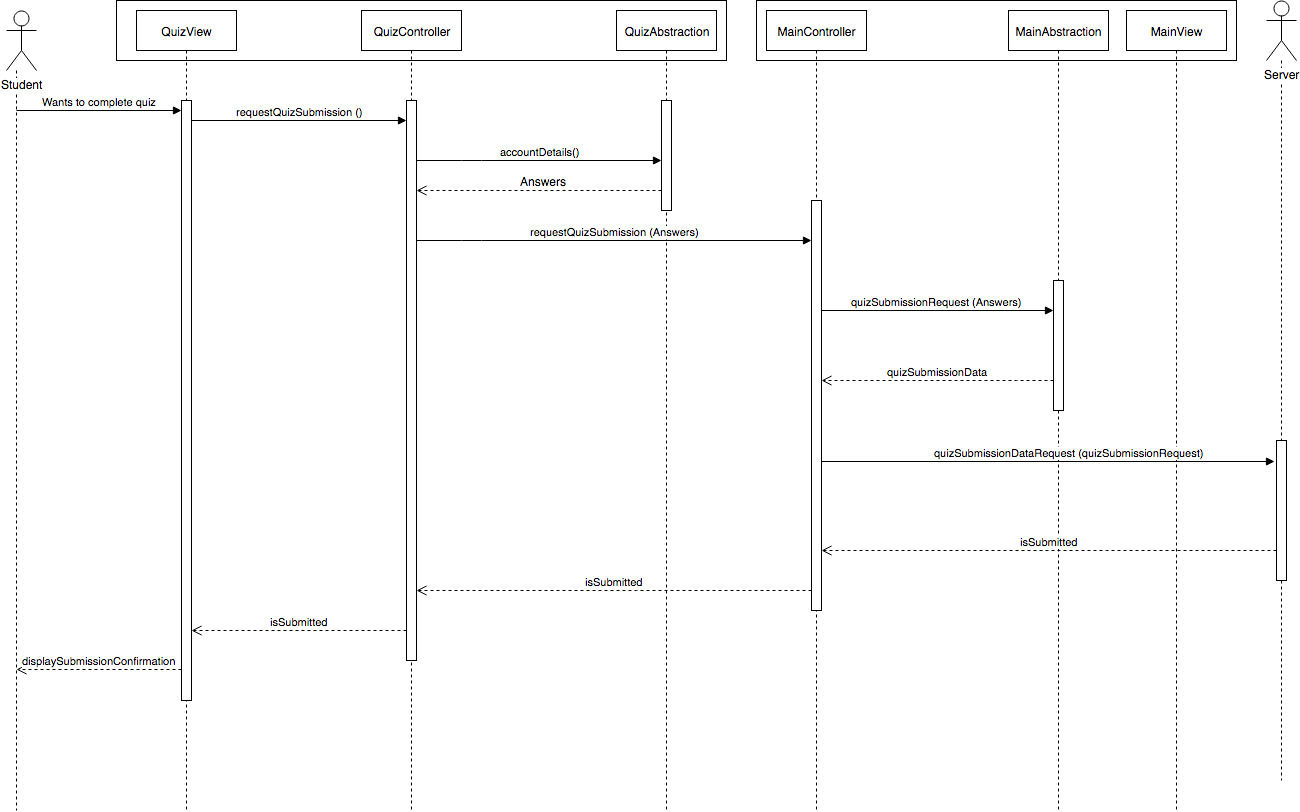 QuizView
QuizController
QuizAbstraction
MainController
MainAbstraction
MainView
Student
Server
Wants to complete quiz
requestQuizSubmission ()
accountDetails()
Answers
requestQuizSubmission (Answers)
quizSubmissionRequest (Answers)
quizSubmissionData
quizSubmissionDataRequest (quizSubmissionRequest)
isSubmitted
isSubmitted
isSubmitted
displaySubmissionConfirmation